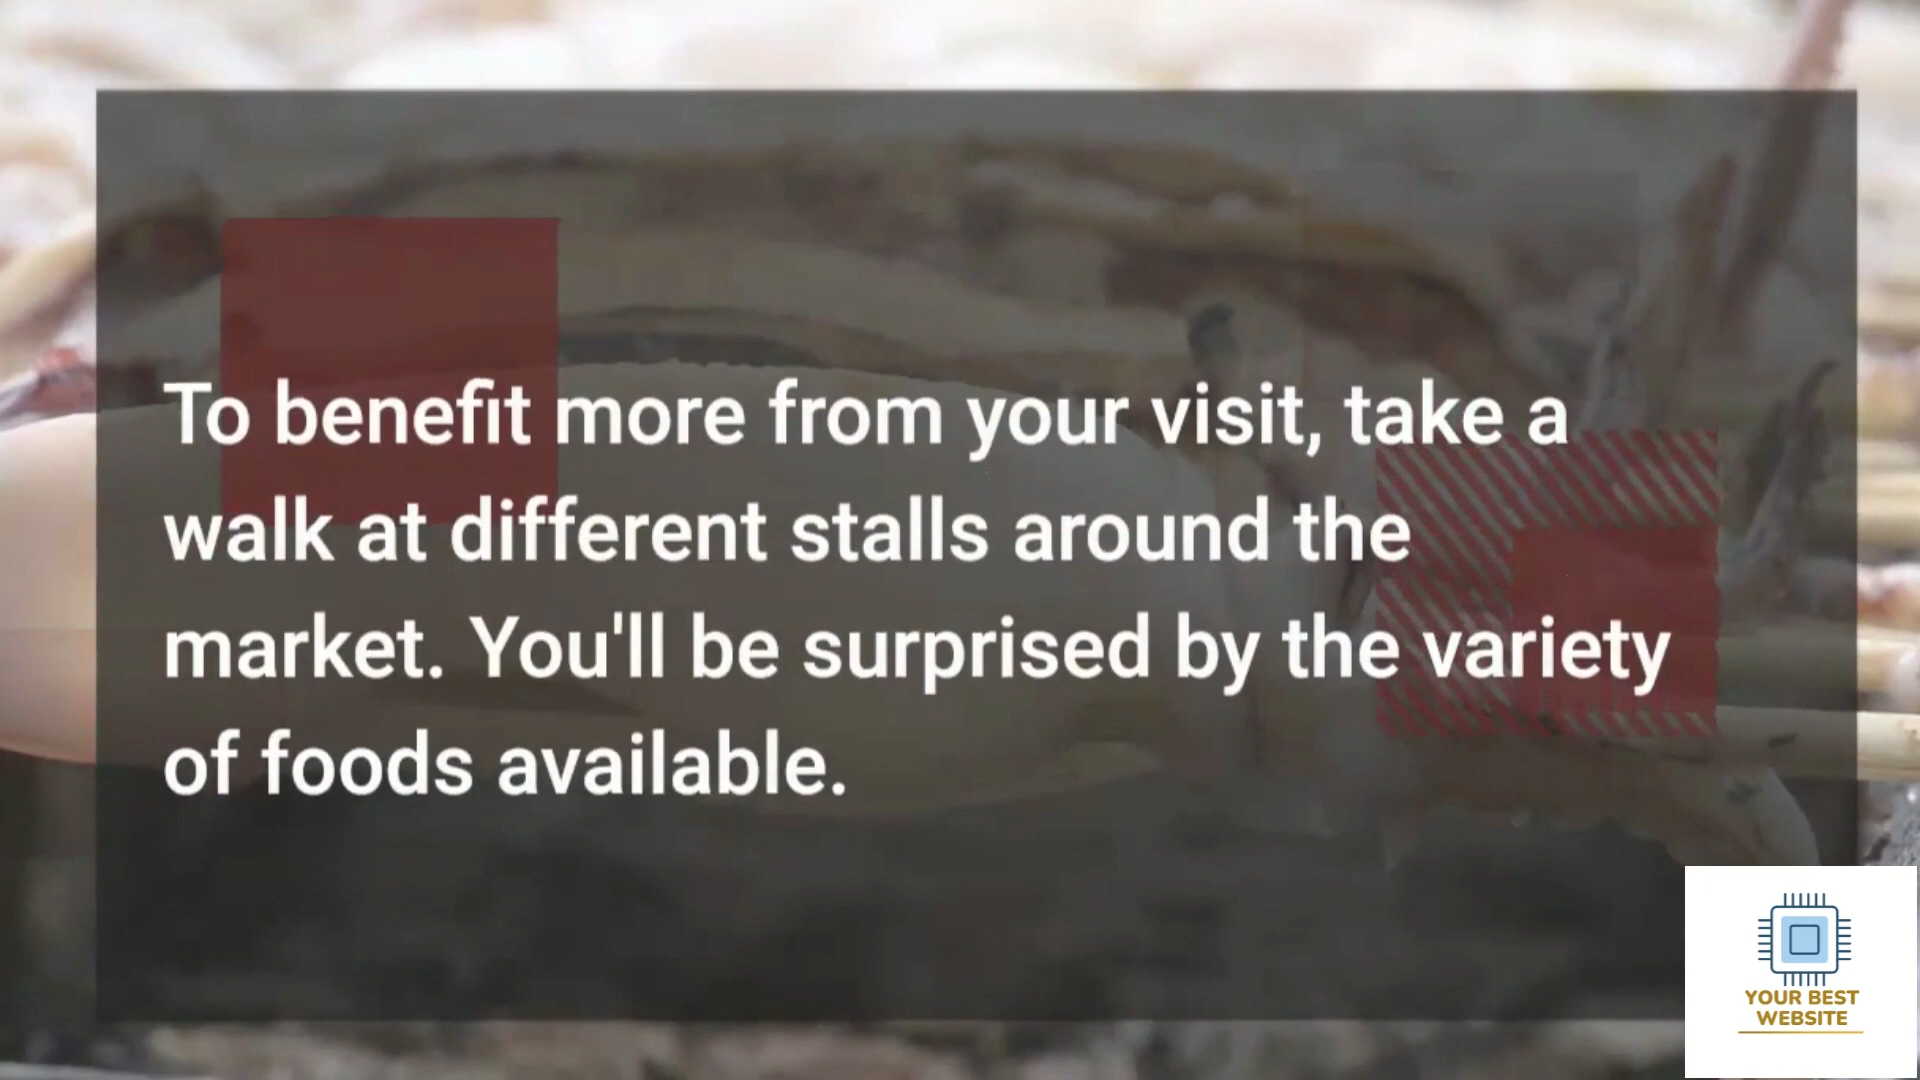 To benefit more from your visit, take a
walk at different stalls around the
market. You'll be surprised by the variety
of foods available.
YOUR BEST
WEBSITE